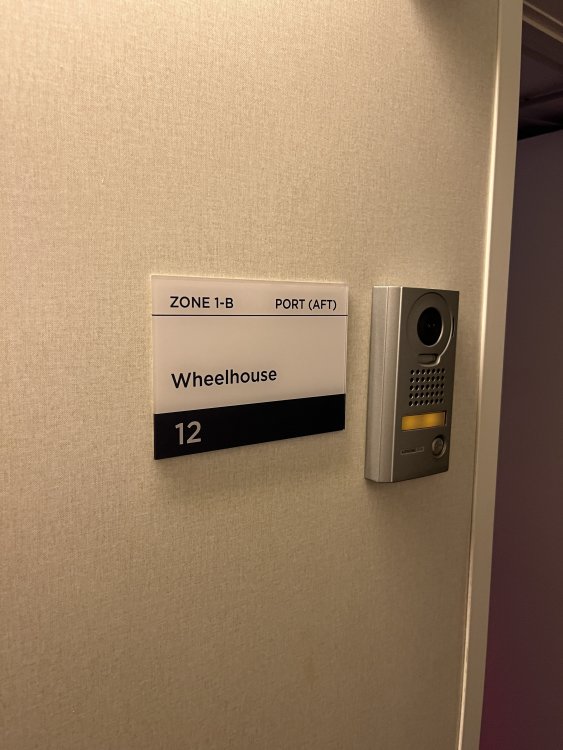 ZONE 1-B PORT (AFT)
Wheelhouse
12